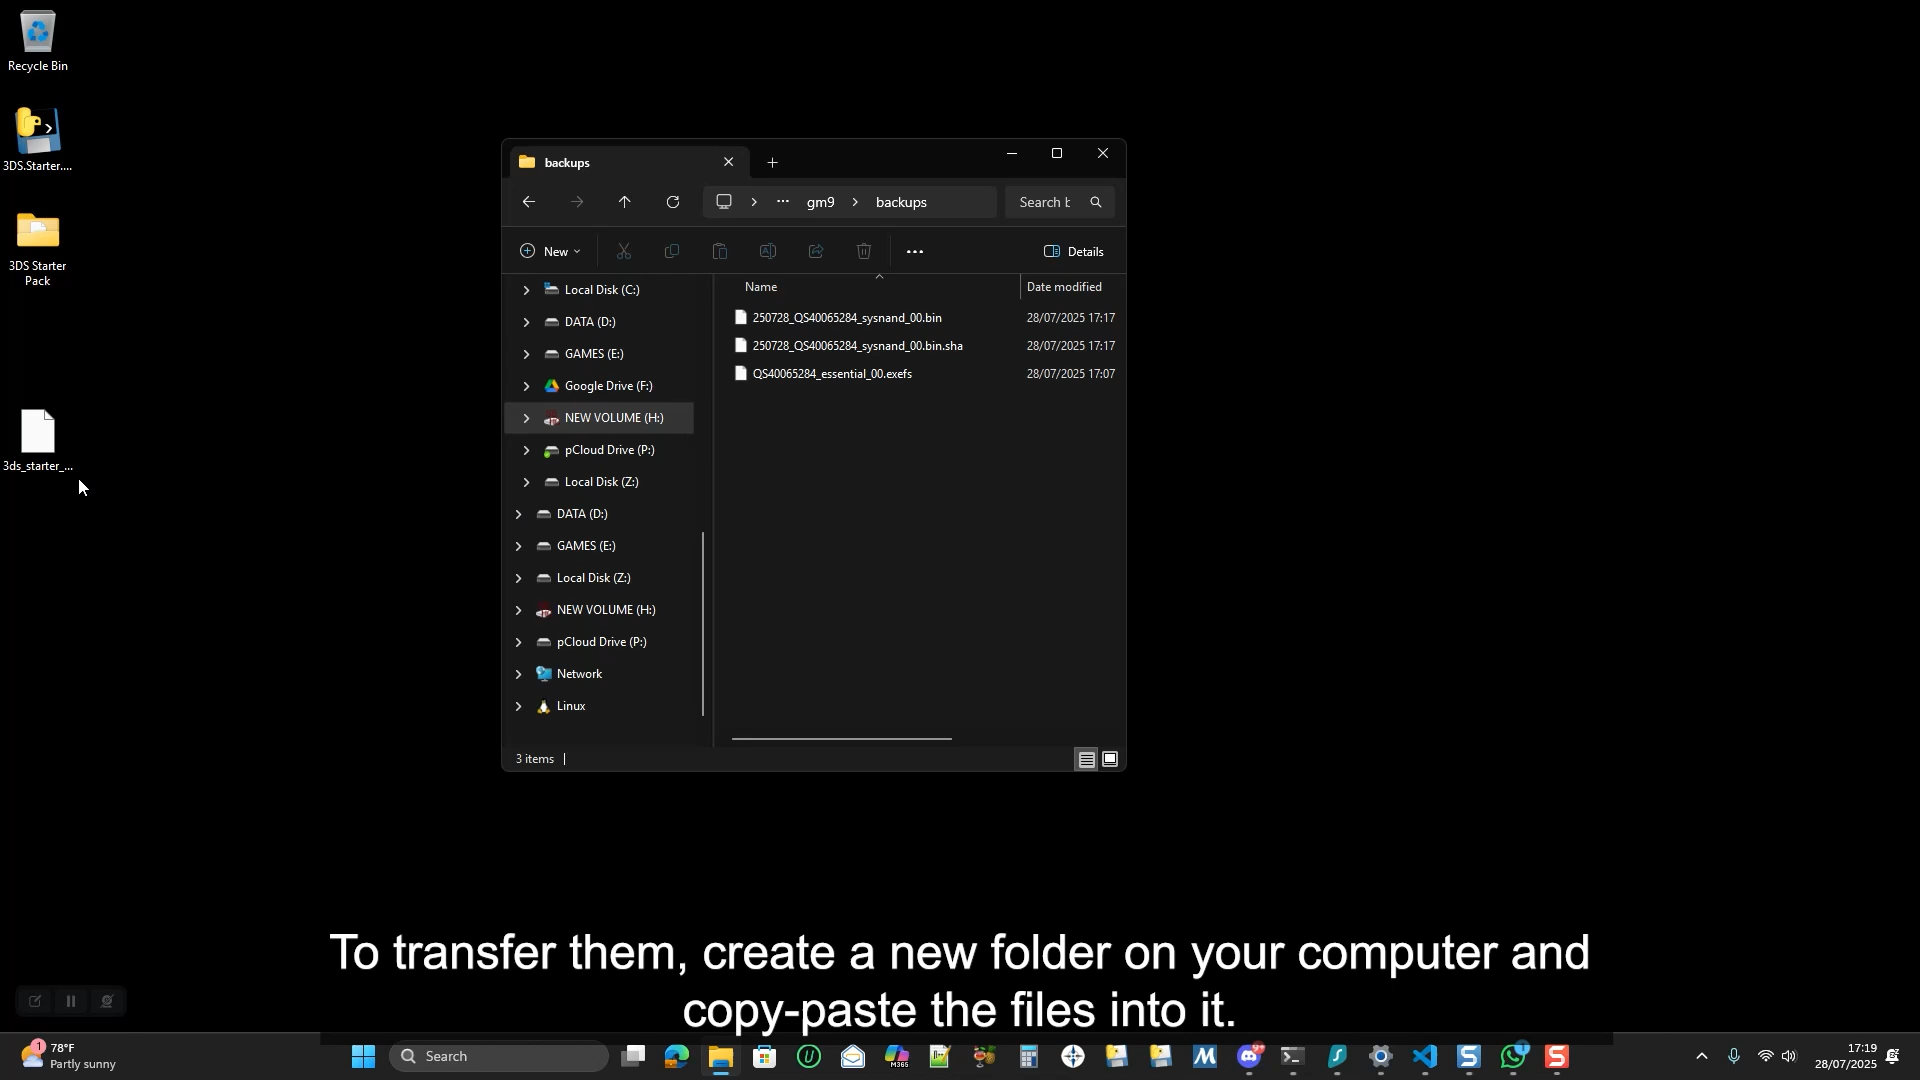 Recycle Bin
3DS.Starter....
3DS Starter
Pack
3ds_starter_...
backups
gm9
backups
Search b
New
Details
Name
Date modified
Local Disk (C:)
DATA (D:)
GAMES (E:)
Google Drive (F:)
NEW VOLUME (H:)
pCloud Drive (P:)
Local Disk (Z:)
DATA (D:)
GAMES (E:)
Local Disk (Z:)
NEW VOLUME (H:)
pCloud Drive (P:)
Network
Linux
250728_QS40065284_sysnand_00.bin
28/07/2025 17:17
250728_QS40065284_sysnand_00.bin.sha
28/07/2025 17:17
QS40065284_essential_00.exefs
28/07/2025 17:07
3 items
To transfer them, create a new folder on your computer and
copy-paste the files into it.
1
78°F
Partly sunny
Search
M365
17:19
28/07/2025